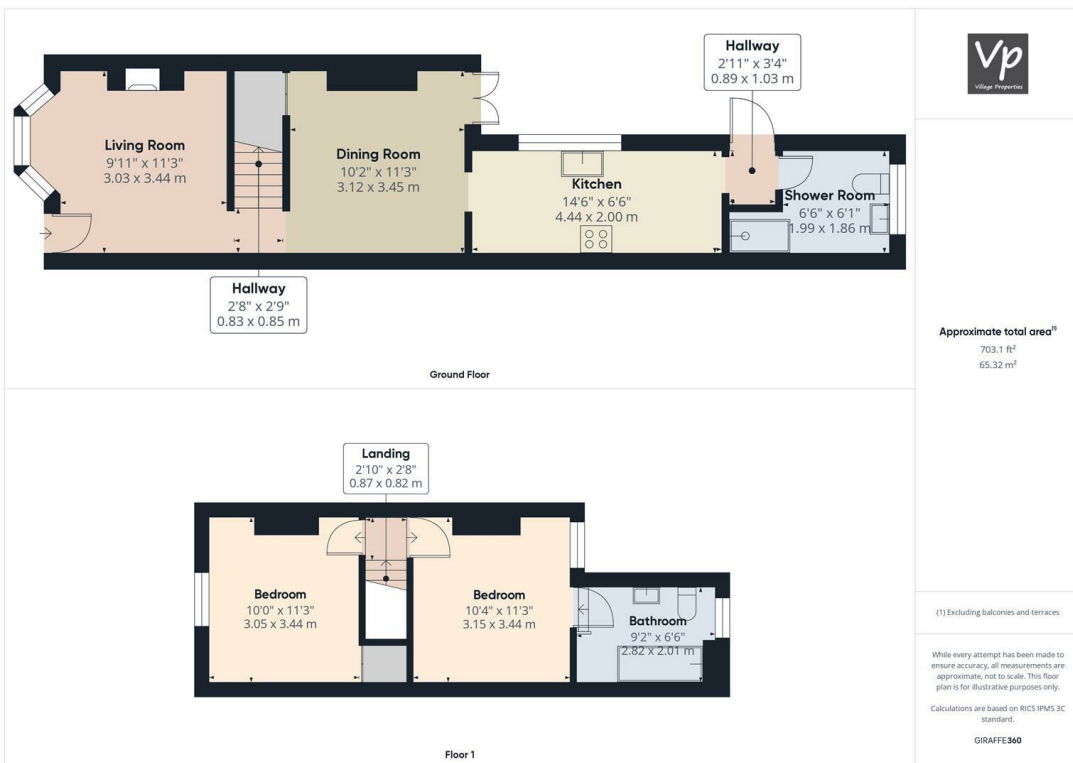 Hallway
2'11" x 3'4"
0.89 x 1.03 m
Living Room
9'11" x 11'3"
3.03 x 3.44 m
Dining Room
10'2" x 11'3"
3.12 x 3.45 m
Kitchen
14'6" x 6'6"
4.44 x 2.00 m
Shower Room
6'6" x 6'1"
1.99 x 1.86 m
Hallway
2'8" x 2'9"
0.83 x 0.85 m
Ground Floor
Landing
2'10" x 2'8"
0.87 x 0.82 m
Bedroom
10'0" x 11'3"
3.05 x 3.44 m
Bedroom
10'4" x 11'3"
3.15 x 3.44 m
Bathroom
9'2" x 6'6"
2.82 x 2.01 m
Floor 1
Vp
Village Properties
Approximate total area(1)
703.1 ft²
65.32 m²
(1) Excluding balconies and terraces
While every attempt has been made to
ensure accuracy, all measurements are
approximate, not to scale. This floor
plan is for illustrative purposes only.
Calculations are based on RICS IPMS 3C
standard.
GIRAFFE360